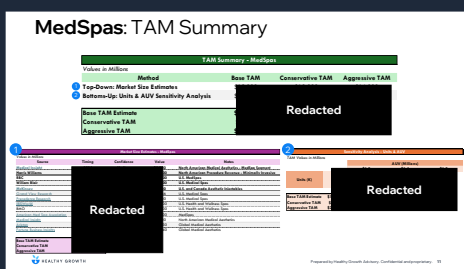 MedSpas: TAM Summary
TAM Summary – MedSpas
Values in Millions
Method Base TAM Conservative TAM Aggressive TAM
1 Top-Down: Market Size Estimates
2 Bottoms-Up: Units & AUV Sensitivity Analysis
Redacted
Base TAM Estimate
Conservative TAM
Aggressive TAM
1
Market Size Estimates – MedSpas
Values in Millions
Source Timing Confidence Value Notes
North American Medical Aesthetics - MedSpa Segment
Harris Williams North American Procedure Revenue - Minimally Invasive
U.S. MedSpas
William Blair U.S. Medical Spas
U.S. and Canada Aesthetic Injectables
U.S. Medical Spas
U.S. Medical Spas
U.S. Health and Wellness Spas
U.S. Health and Wellness Spas
MedSpas
North American Medical Aesthetics
Global Medical Aesthetics
Global Medical Aesthetics
Redacted
Base TAM Estimate
Conservative TAM
Aggressive TAM
2
Sensitivity Analysis - Units & AUV
TAM Values in Millions
AUV (Millions)
Units (#)
Redacted
Base TAM Estimate
Conservative TAM
Aggressive TAM
HEALTHY GROWTH
Prepared by Healthy Growth Advisory. Confidential and proprietary.